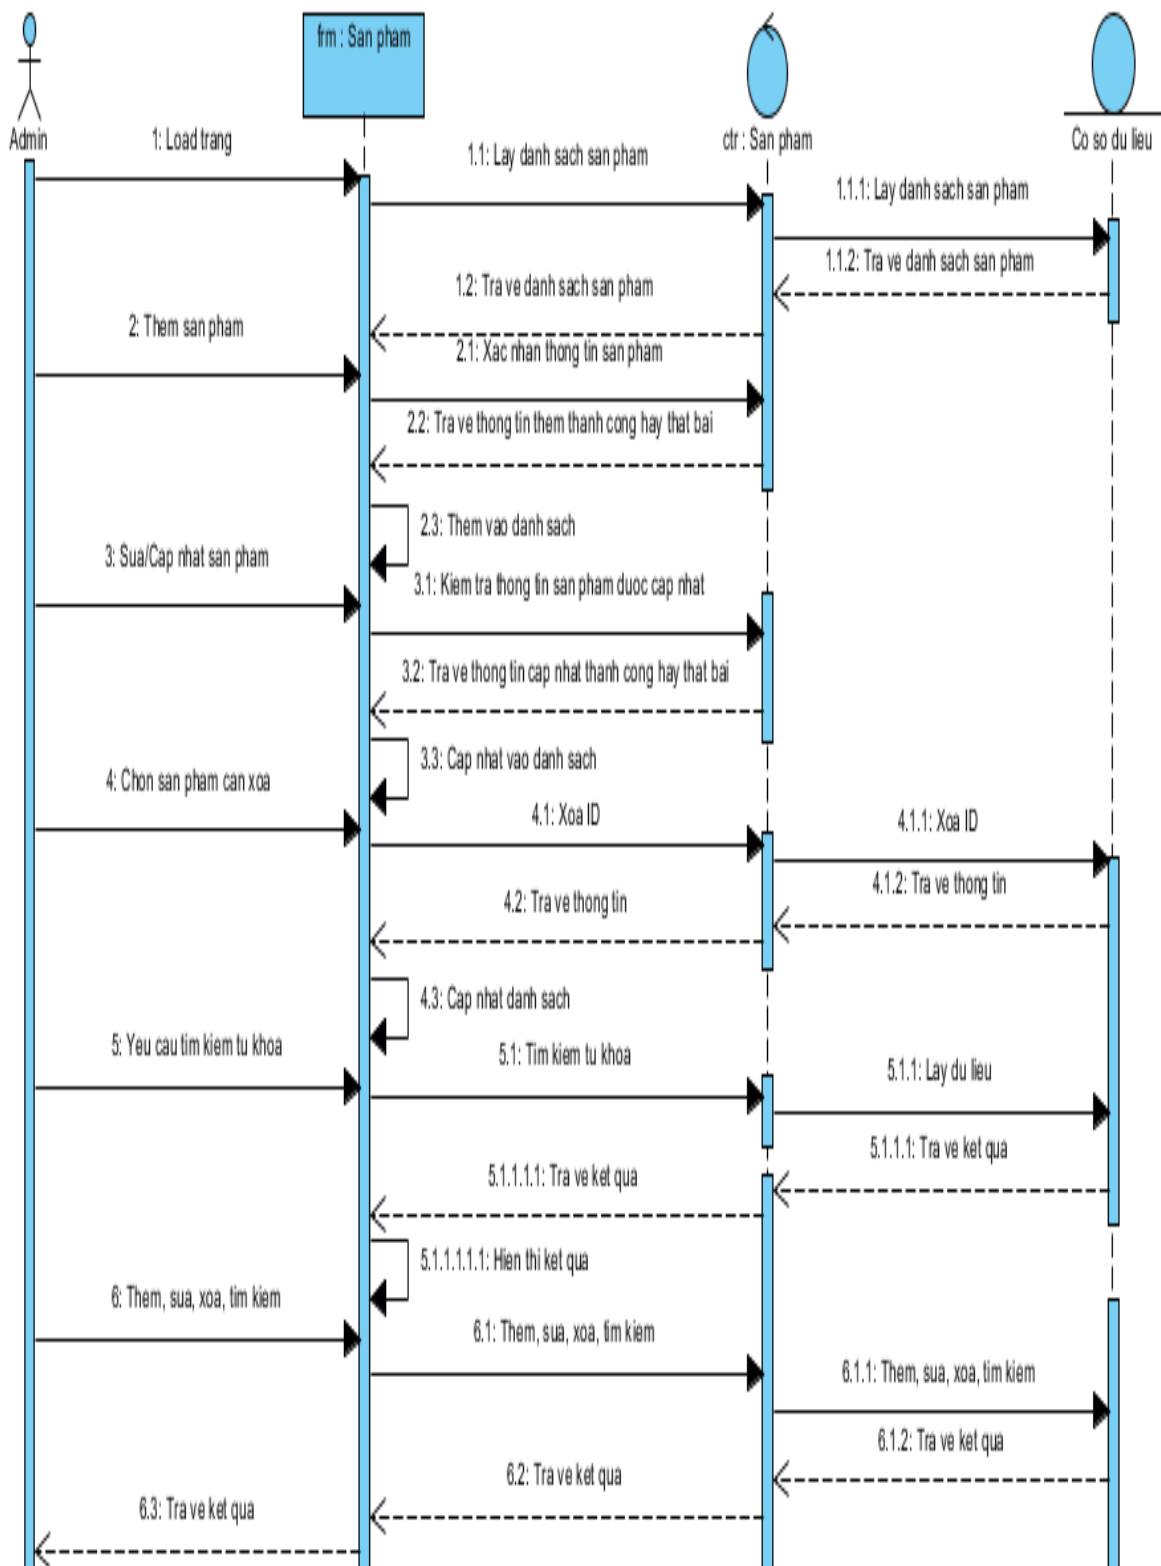 frm : San pham
Admin
ctr : San pham
Co so du lieu
1: Load trang
1.1: Lay danh sach san pham
1.1.1: Lay danh sach san pham
1.1.2: Tra ve danh sach san pham
1.2: Tra ve danh sach san pham
2: Them san pham
2.1: Xac nhan thong tin san pham
2.2: Tra ve thong tin them thanh cong hay that bai
2.3: Them vao danh sach
3: Sua/Cap nhat san pham
3.1: Kiem tra thong tin san pham duoc cap nhat
3.2: Tra ve thong tin cap nhat thanh cong hay that bai
3.3: Cap nhat vao danh sach
4: Chon san pham can xoa
4.1: Xoa ID
4.1.1: Xoa ID
4.1.2: Tra ve thong tin
4.2: Tra ve thong tin
4.3: Cap nhat danh sach
5: Yeu cau tim kiem tu khoa
5.1: Tim kiem tu khoa
5.1.1: Lay du lieu
5.1.1.1: Tra ve ket qua
5.1.1.1.1: Tra ve ket qua
5.1.1.1.1.1: Hien thi ket qua
6: Them, sua, xoa, tim kiem
6.1: Them, sua, xoa, tim kiem
6.1.1: Them, sua, xoa, tim kiem
6.1.2: Tra ve ket qua
6.2: Tra ve ket qua
6.3: Tra ve ket qua